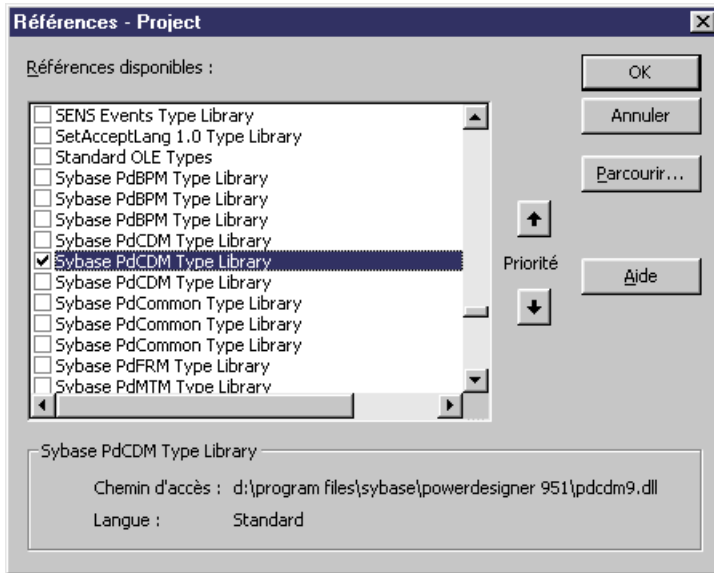 Références - Project
Références disponibles :
SENS Events Type Library
SetAcceptLang 1.0 Type Library
Standard OLE Types
Sybase PdBPM Type Library
Sybase PdBPM Type Library
Sybase PdBPM Type Library
Sybase PdCDM Type Library
Sybase PdCDM Type Library
Sybase PdCDM Type Library
Sybase PdCommon Type Library
Sybase PdCommon Type Library
Sybase PdCommon Type Library
Sybase PdFRM Type Library
Sybase PdMTM Type Library
Priorité
OK
Annuler
Parcourir...
Aide
Sybase PdCDM Type Library
Chemin d'accès : d:\program files\sybase\powerdesigner 951\pdcdm9.dll
Langue : Standard